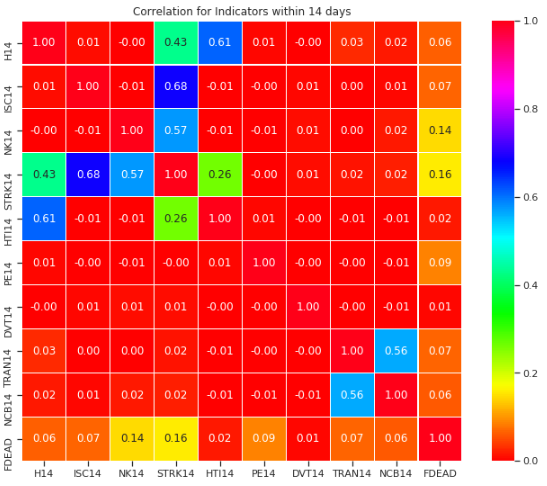 Correlation for Indicators within 14 days
H14 1.00 0.01 -0.00 0.43 0.61 0.01 -0.00 0.03 0.02 0.06
ISC14 0.01 1.00 -0.01 0.68 -0.01 -0.00 0.01 0.00 0.01 0.07
NK14 -0.00 -0.01 1.00 0.57 -0.01 -0.01 0.01 0.00 0.02 0.14
STRK14 0.43 0.68 0.57 1.00 0.26 -0.00 0.01 0.02 0.02 0.16
HTI14 0.61 -0.01 -0.01 0.26 1.00 0.01 -0.00 -0.01 -0.01 0.02
PE14 0.01 -0.00 -0.01 -0.00 0.01 1.00 -0.00 -0.00 -0.01 0.09
DVT14 -0.00 0.01 0.01 0.01 -0.00 -0.00 1.00 -0.00 -0.01 0.01
TRAN14 0.03 0.00 0.00 0.02 -0.01 -0.00 -0.00 1.00 0.56 0.07
NCB14 0.02 0.01 0.02 0.02 -0.01 -0.01 -0.01 0.56 1.00 0.06
FDEAD 0.06 0.07 0.14 0.16 0.02 0.09 0.01 0.07 0.06 1.00
H14 ISC14 NK14 STRK14 HTI14 PE14 DVT14 TRAN14 NCB14 FDEAD
1.0
0.8
0.6
0.4
0.2
0.0